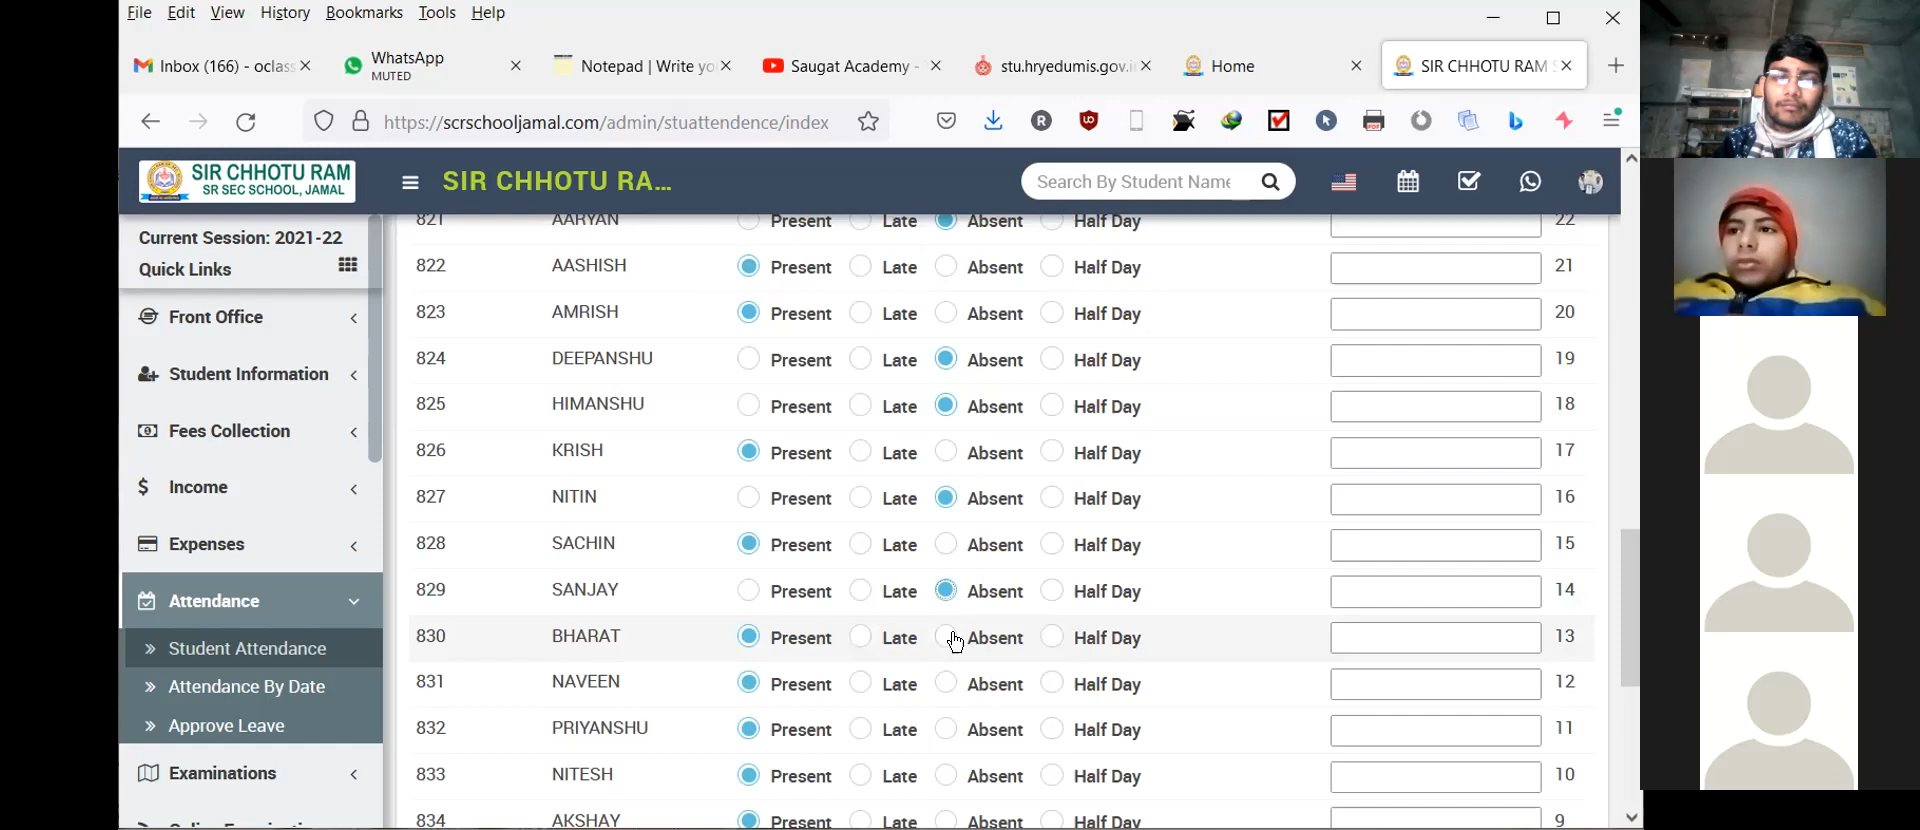 File Edit View History Bookmarks Tools Help
Inbox (166) - oclass
WhatsApp
MUTED
Notepad | Write yo
Saugat Academy -
stu.hryedumis.gov.i
Home
SIR CHHOTU RAM S
https://scrschooljamal.com/admin/stuattendence/index
SIR CHHOTU RAM
SR SEC SCHOOL, JAMAL
SIR CHHOTU RA...
Search By Student Name
Current Session: 2021-22
Quick Links
Front Office
Student Information
Fees Collection
Income
Expenses
Attendance
Student Attendance
Attendance By Date
Approve Leave
Examinations
821 AARYAN Present Late Absent Half Day 22
822 AASHISH Present Late Absent Half Day 21
823 AMRISH Present Late Absent Half Day 20
824 DEEPANSHU Present Late Absent Half Day 19
825 HIMANSHU Present Late Absent Half Day 18
826 KRISH Present Late Absent Half Day 17
827 NITIN Present Late Absent Half Day 16
828 SACHIN Present Late Absent Half Day 15
829 SANJAY Present Late Absent Half Day 14
830 BHARAT Present Late Absent Half Day 13
831 NAVEEN Present Late Absent Half Day 12
832 PRIYANSHU Present Late Absent Half Day 11
833 NITESH Present Late Absent Half Day 10
834 AKSHAY Present Late Absent Half Day 9